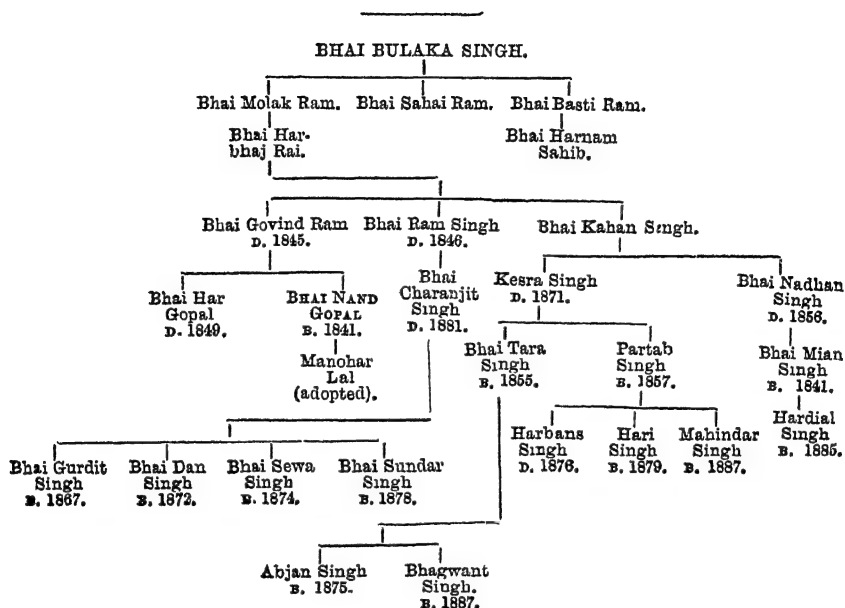 BHAI BULAKA SINGH.
Bhai Molak Ram. Bhai Sahai Ram. Bhai Basti Ram.
Bhai Har-
bhaj Rai.
Bhai Harnam
Sahib.
Bhai Govind Ram
D. 1845.
Bhai Ram Singh
D. 1846.
Bhai Kahan Singh.
Bhai Har
Gopal
D. 1849.
BHAI NAND
GOPAL
B. 1841.
Manohar
Lal
(adopted).
Bhai
Charanjit
Singh
D. 1881.
Kesra Singh
D. 1871.
Bhai Nadhan
Singh
D. 1856.
Bhai Tara
Singh
B. 1855.
Partab
Singh
B. 1857.
Bhai Mian
Singh
B. 1841.
Harbans
Singh
D. 1876.
Hari
Singh
B. 1879.
Mahindar
Singh
B. 1887.
Hardial
Singh
B. 1885.
Bhai Gurdit
Singh
B. 1867.
Bhai Dan
Singh
B. 1872.
Bhai Sewa
Singh
B. 1874.
Bhai Sundar
Singh
B. 1878.
Abjan Singh
B. 1875.
Bhagwant
Singh.
B. 1887.